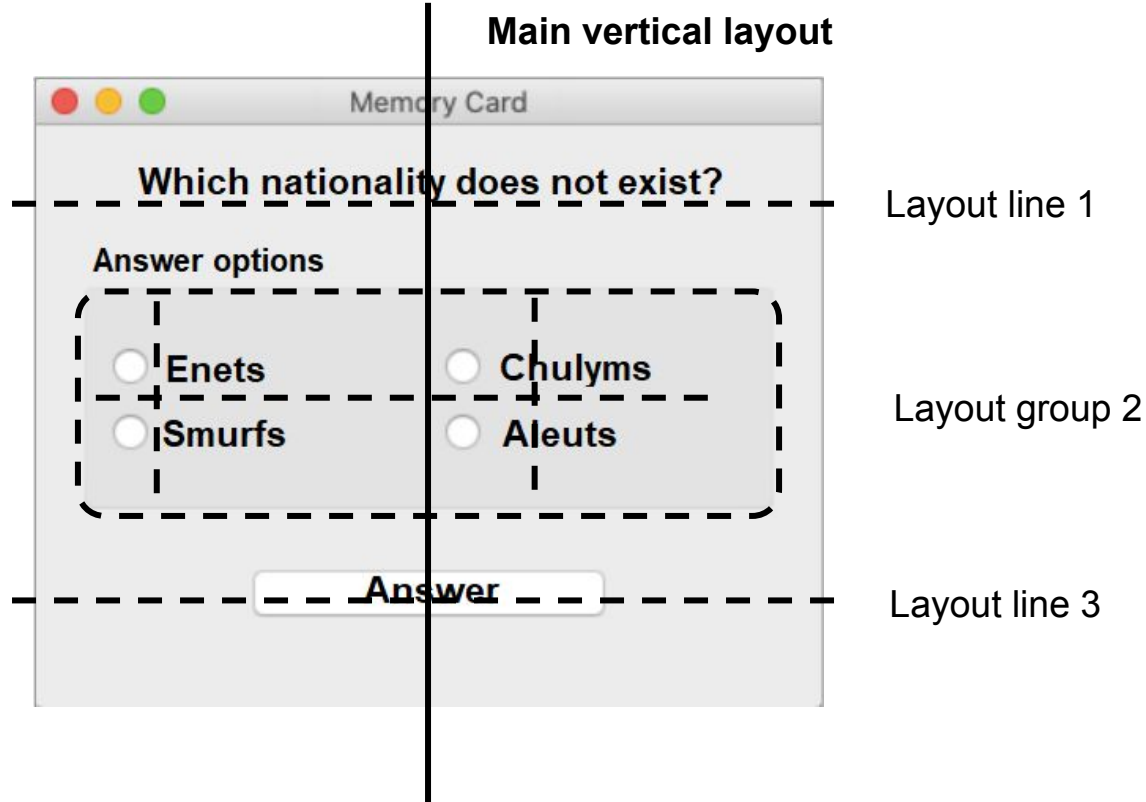 Main vertical layout
Memory Card
Which nationality does not exist?
Layout line 1
Answer options
Enets
Chulyms
Layout group 2
Smurfs
Aleuts
Answer
Layout line 3